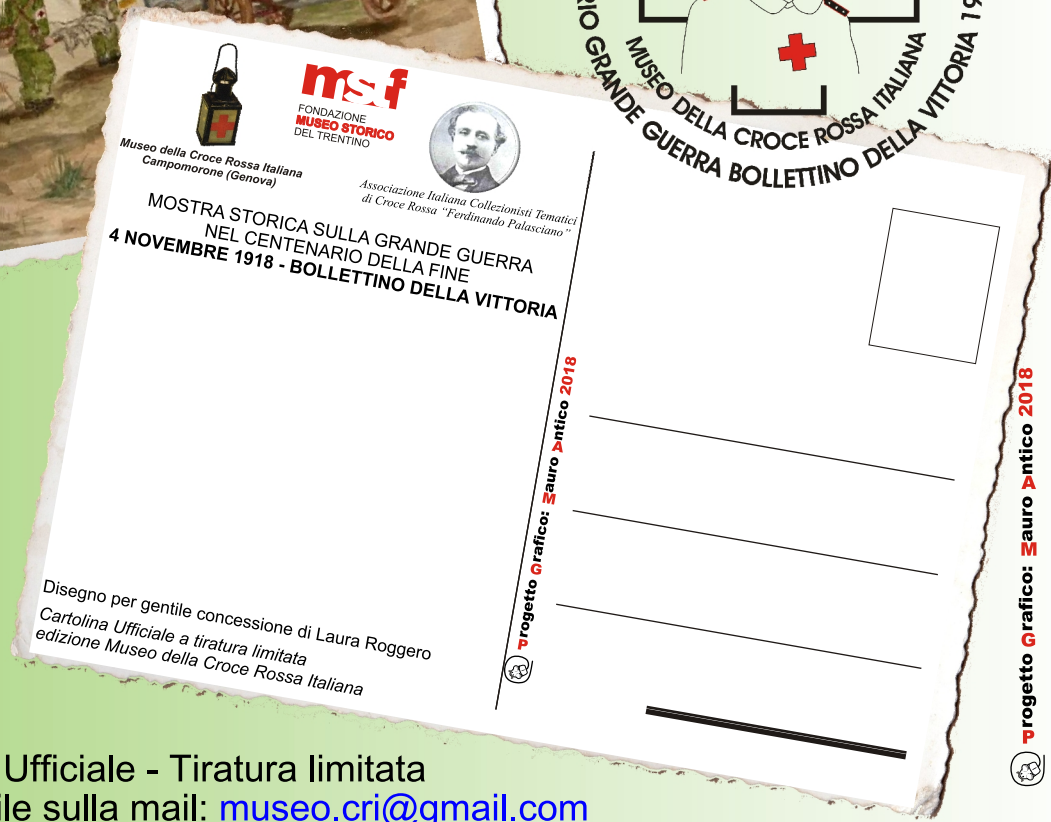 MUSEO DELLA CROCE ROSSA ITALIANA
GRANDE GUERRA BOLLETTINO DELLA VITTORIA
msf
FONDAZIONE
MUSEO STORICO
DEL TRENTINO
Museo della Croce Rossa Italiana
Campomorone (Genova)
Associazione Italiana Collezionisti Tematici
di Croce Rossa "Ferdinando Palasciano"
MOSTRA STORICA SULLA GRANDE GUERRA
NEL CENTENARIO DELLA FINE
4 NOVEMBRE 1918 - BOLLETTINO DELLA VITTORIA
Progetto Grafico: Mauro Antico 2018
Disegno per gentile concessione di Laura Roggero
Cartolina Ufficiale a tiratura limitata
edizione Museo della Croce Rossa Italiana
Progetto Grafico: Mauro Antico 2018
Ufficiale - Tiratura limitata
sulla mail: museo.cri@gmail.com